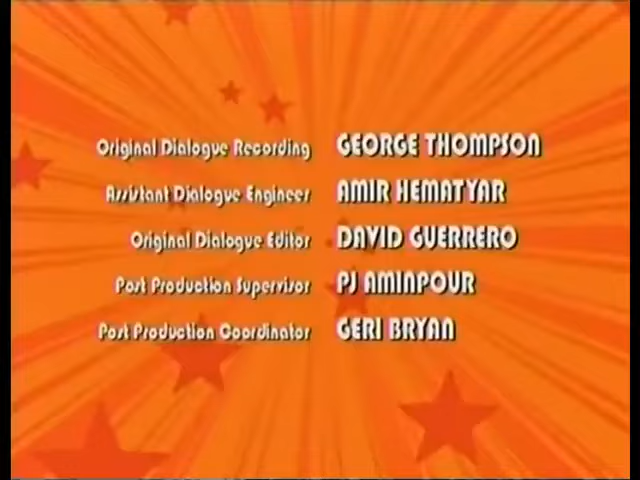 Original Dialogue Recording GEORGE THOMPSON
Assistant Dialogue Engineer AMIR HEMATYAR
Original Dialogue Editor DAVID GUERRERO
Post Production Supervisor PJ AMINPOUR
Post Production Coordinator GERI BRYAN